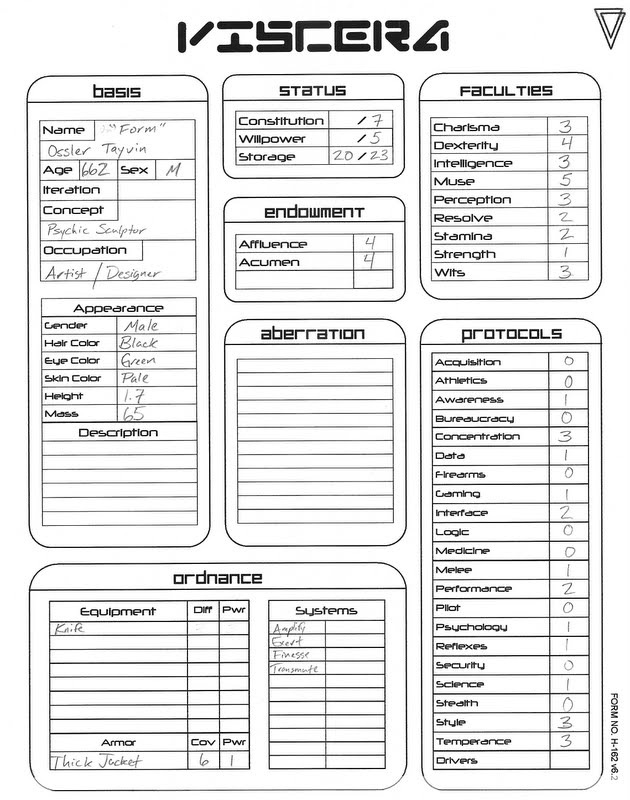 VISCERA
BASIS
Name "Form"
Ossler Tayvin
Age 662 Sex M
Iteration
Concept
Psychic Sculptor
Occupation
Artist / Designer
Appearance
Gender Male
Hair Color Black
Eye Color Green
Skin Color Pale
Height 1.7
Mass 65
Description
STATUS
Constitution / 7
Willpower / 5
Storage 20 / 23
ENDOWMENT
Affluence 4
Acumen 4
ABERRATION
FACULTIES
Charisma 3
Dexterity 4
Intelligence 3
Muse 5
Perception 3
Resolve 2
Stamina 2
Strength 1
Wits 3
PROTOCOLS
Acquisition 0
Athletics 0
Awareness 1
Bureaucracy 0
Concentration 3
Data 1
Firearms 0
Gaming 1
Interface 2
Logic 0
Medicine 0
Melee 1
Performance 2
Pilot 0
Psychology 1
Reflexes 1
Security 0
Science 1
Stealth 0
Style 3
Temperance 3
Drivers
ORDNANCE
Equipment Diff Pwr
Knife
Armor Cov Pwr
Thick Jacket 6 1
Systems
Amplify
Exert
Finesse
Transmute
FORM NO. H-162 v6.2